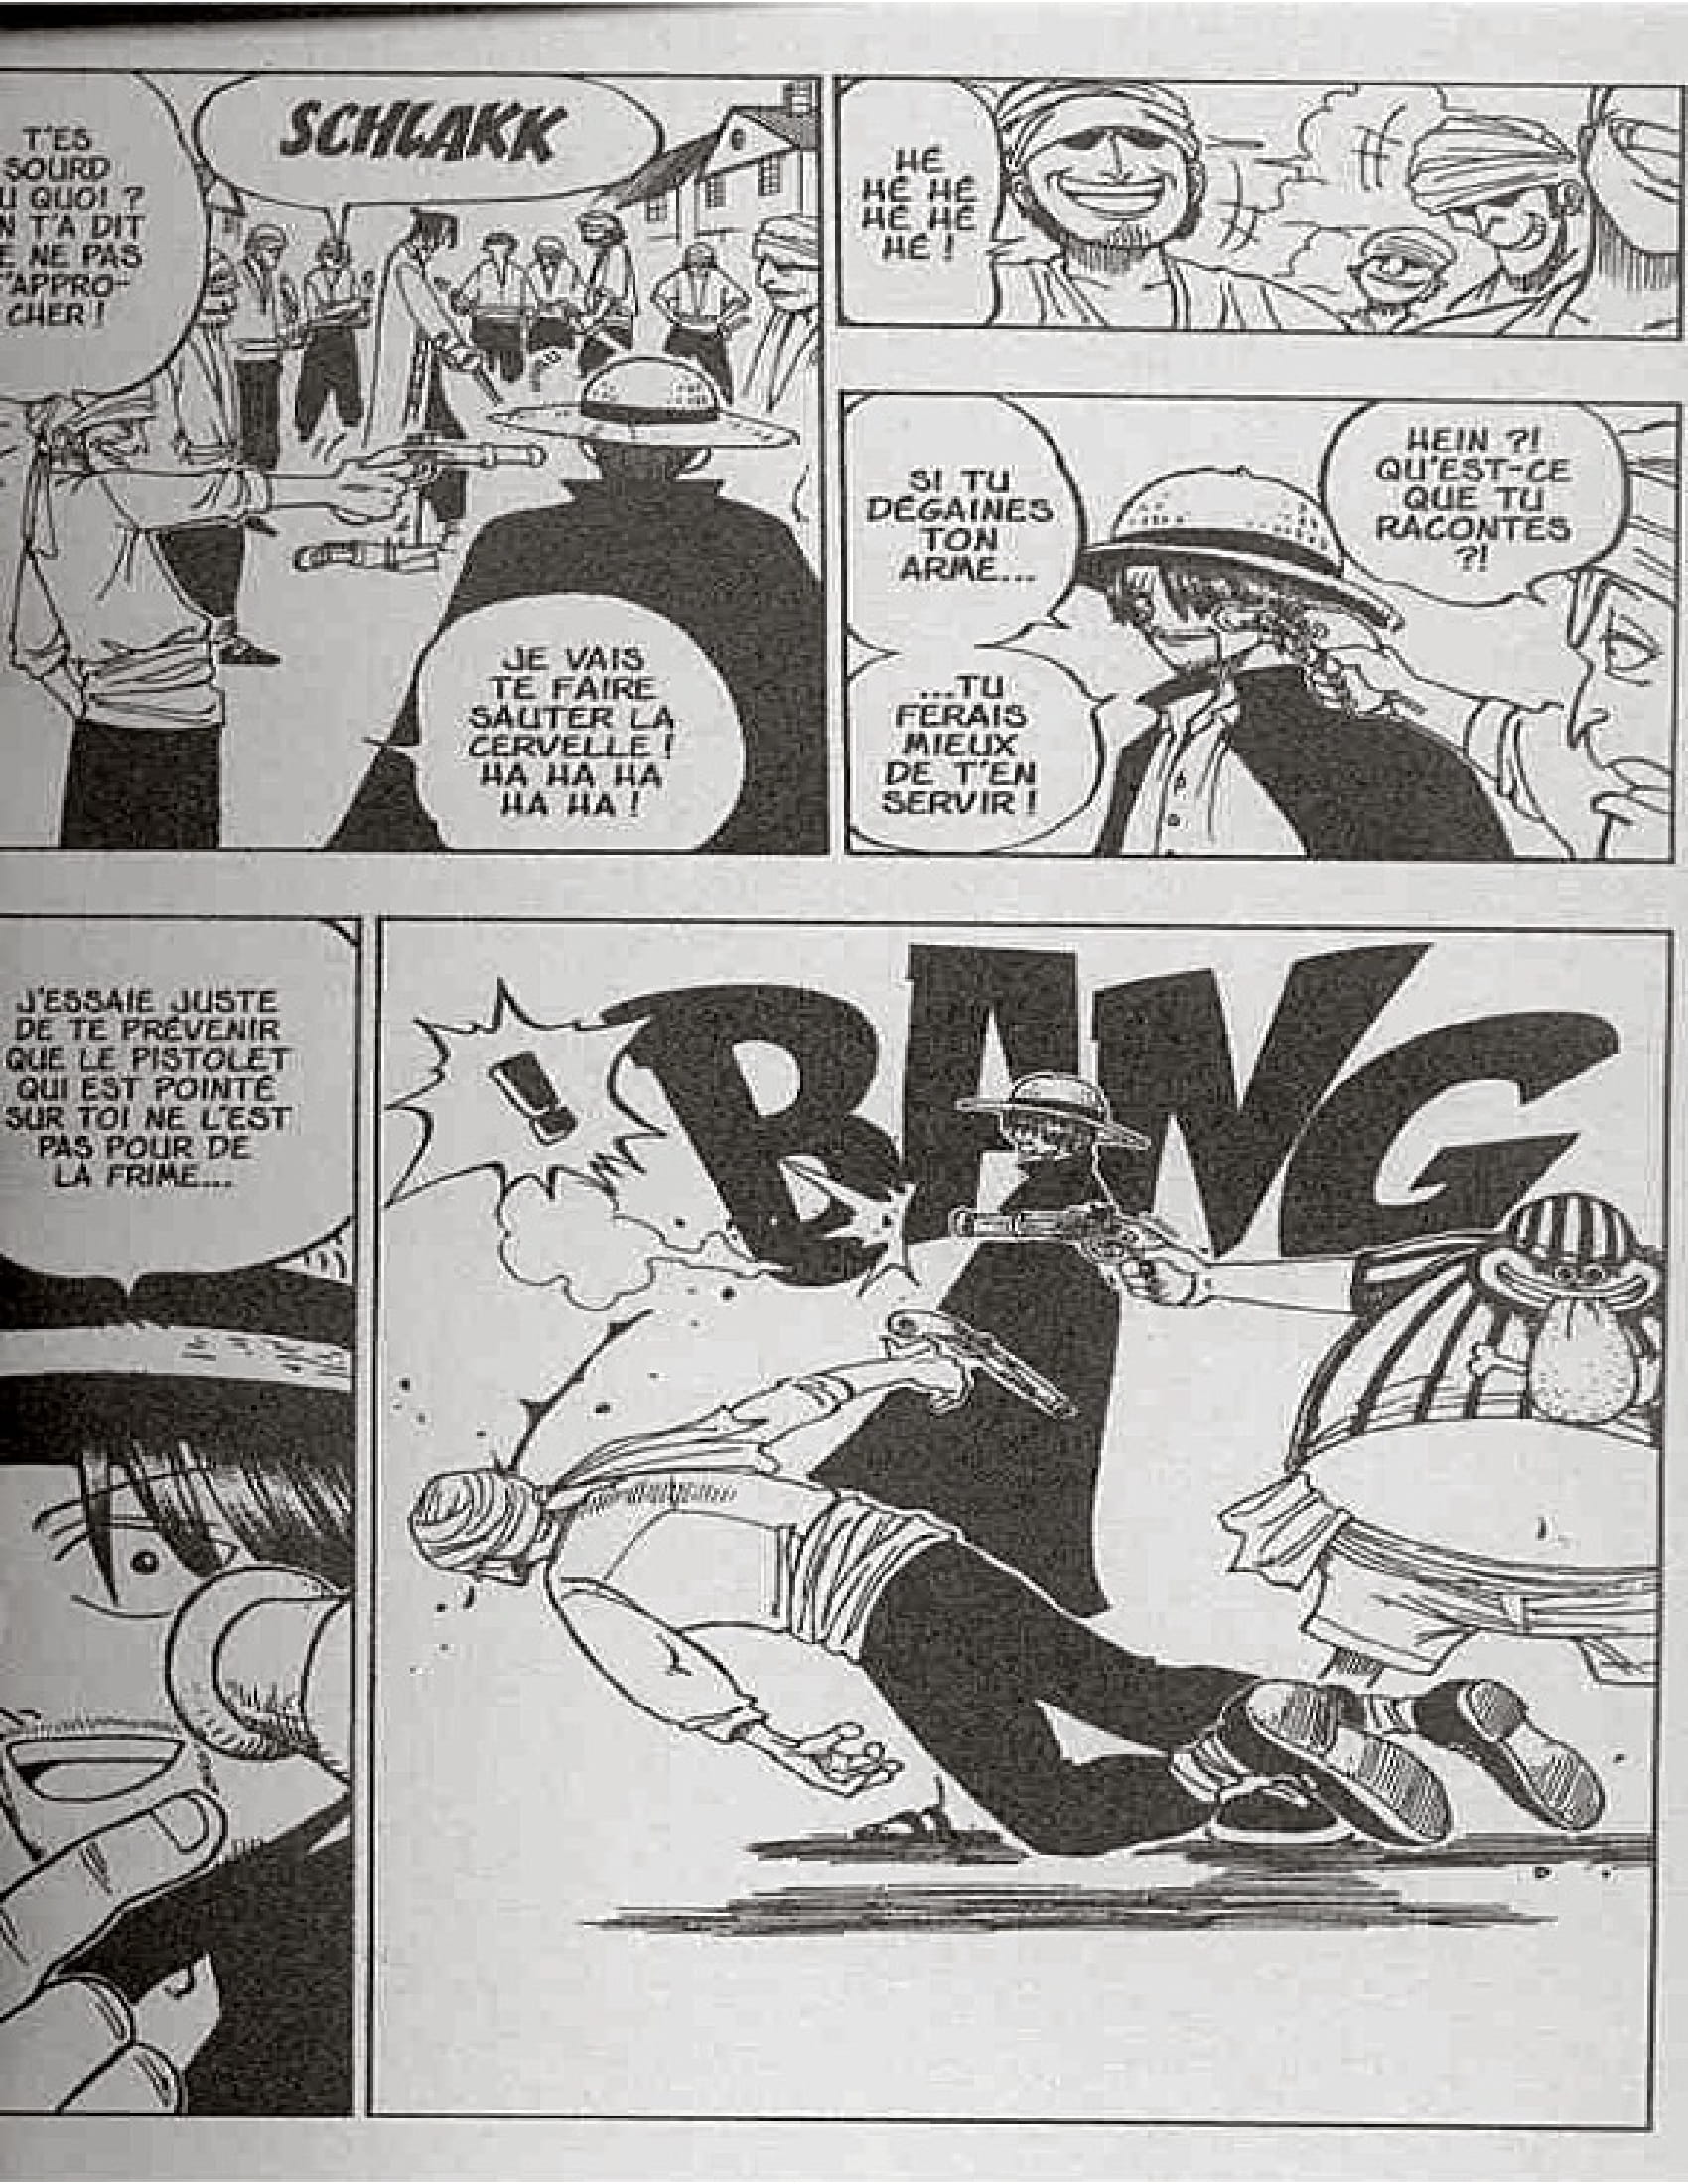 T'ES
SOURD
U QUOI ?
N T'A DIT
E NE PAS
T'APPRO-
CHER !
SCHLAKK
JE VAIS
TE FAIRE
SAUTER LA
CERVELLE !
HA HA HA
HA HA !
HÉ
HÉ HÉ
HÉ HÉ
HÉ !
SI TU
DÉGAINES
TON
ARME...
...TU
FERAIS
MIEUX
DE T'EN
SERVIR !
HEIN ?!
QU'EST-CE
QUE TU
RACONTES
?!
J'ESSAIE JUSTE
DE TE PRÉVENIR
QUE LE PISTOLET
QUI EST POINTÉ
SUR TOI NE L'EST
PAS POUR DE
LA FRIME...
!
BANG